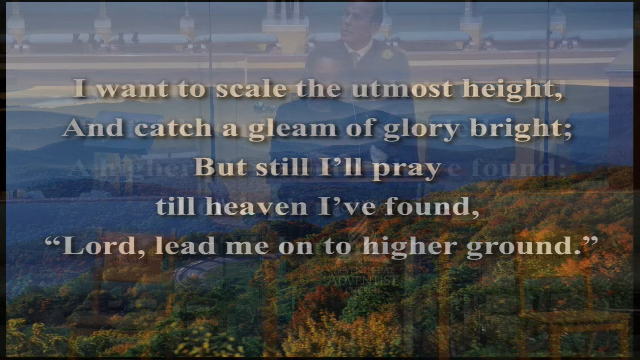 I want to scale the utmost height,
And catch a gleam of glory bright;
But still I’ll pray
till heaven I’ve found,
“Lord, lead me on to higher ground.”
ADVENTIST